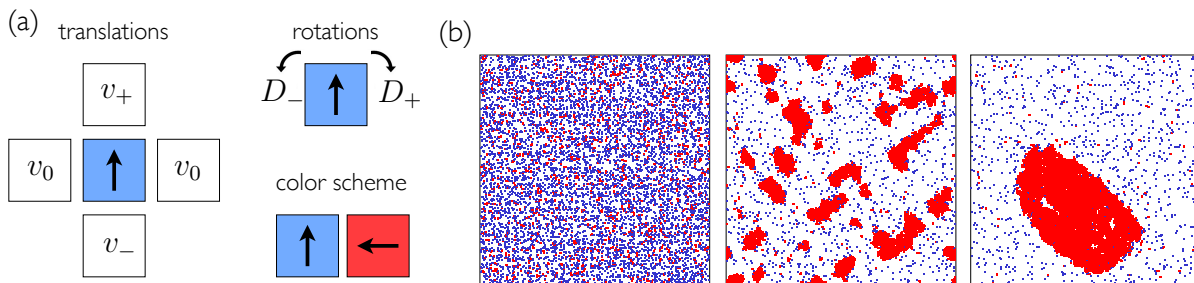 (a)
translations
rotations
(b)
v₊
D₋
D₊
v₀
v₀
color scheme
v₋